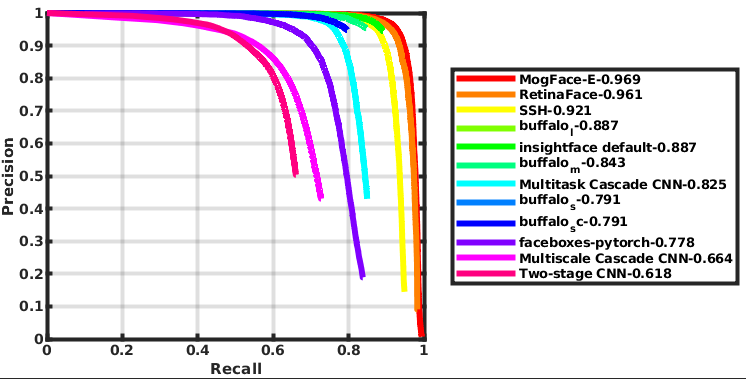 1
0.9
0.8
0.7
0.6
0.5
0.4
0.3
0.2
0.1
0
Precision
0 0.2 0.4 0.6 0.8 1
Recall
MogFace-E-0.969
RetinaFace-0.961
SSH-0.921
buffalo_l-0.887
insightface default-0.887
buffalo_m-0.843
Multitask Cascade CNN-0.825
buffalo_s-0.791
buffalo_sc-0.791
faceboxes-pytorch-0.778
Multiscale Cascade CNN-0.664
Two-stage CNN-0.618